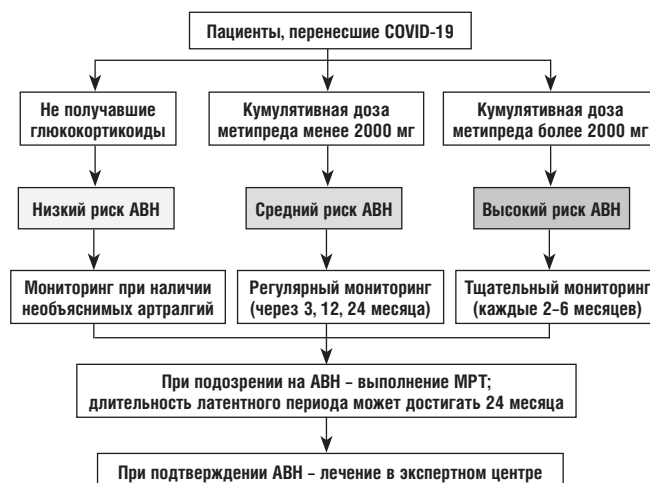 Пациенты, перенесшие COVID-19
Не получавшие
глюкокортикоиды
Кумулятивная доза
метипреда менее 2000 мг
Кумулятивная доза
метипреда более 2000 мг
Низкий риск АВН
Средний риск АВН
Высокий риск АВН
Мониторинг при наличии
необъяснимых артралгий
Регулярный мониторинг
(через 3, 12, 24 месяца)
Тщательный мониторинг
(каждые 2–6 месяцев)
При подозрении на АВН – выполнение МРТ;
длительность латентного периода может достигать 24 месяца
При подтверждении АВН – лечение в экспертном центре